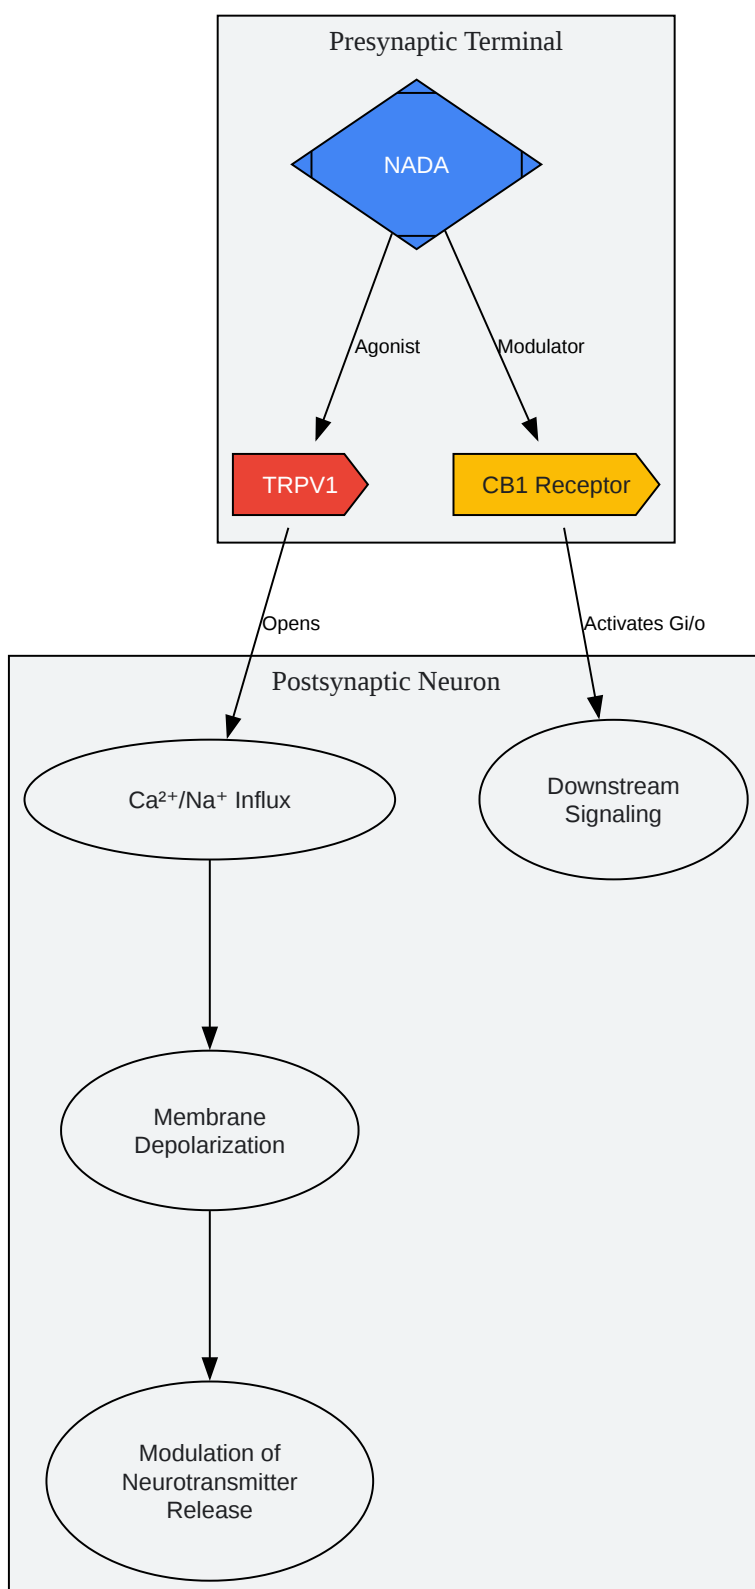 Presynaptic Terminal
NADA
Agonist
Modulator
TRPV1
CB1 Receptor
Opens
Activates Gi/o
Postsynaptic Neuron
Ca²⁺/Na⁺ Influx
Downstream
Signaling
Membrane
Depolarization
Modulation of
Neurotransmitter
Release